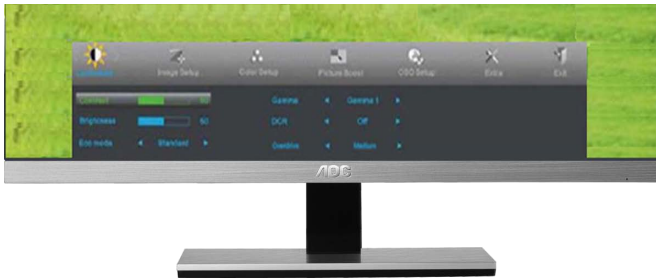 Luminance Image Setup Color Setup Picture Boost OSD Setup Extra Exit
Contrast 50 Gamma Gamma 1
Brightness 50 DCR Off
Eco mode Standard Overdrive Medium
AOC